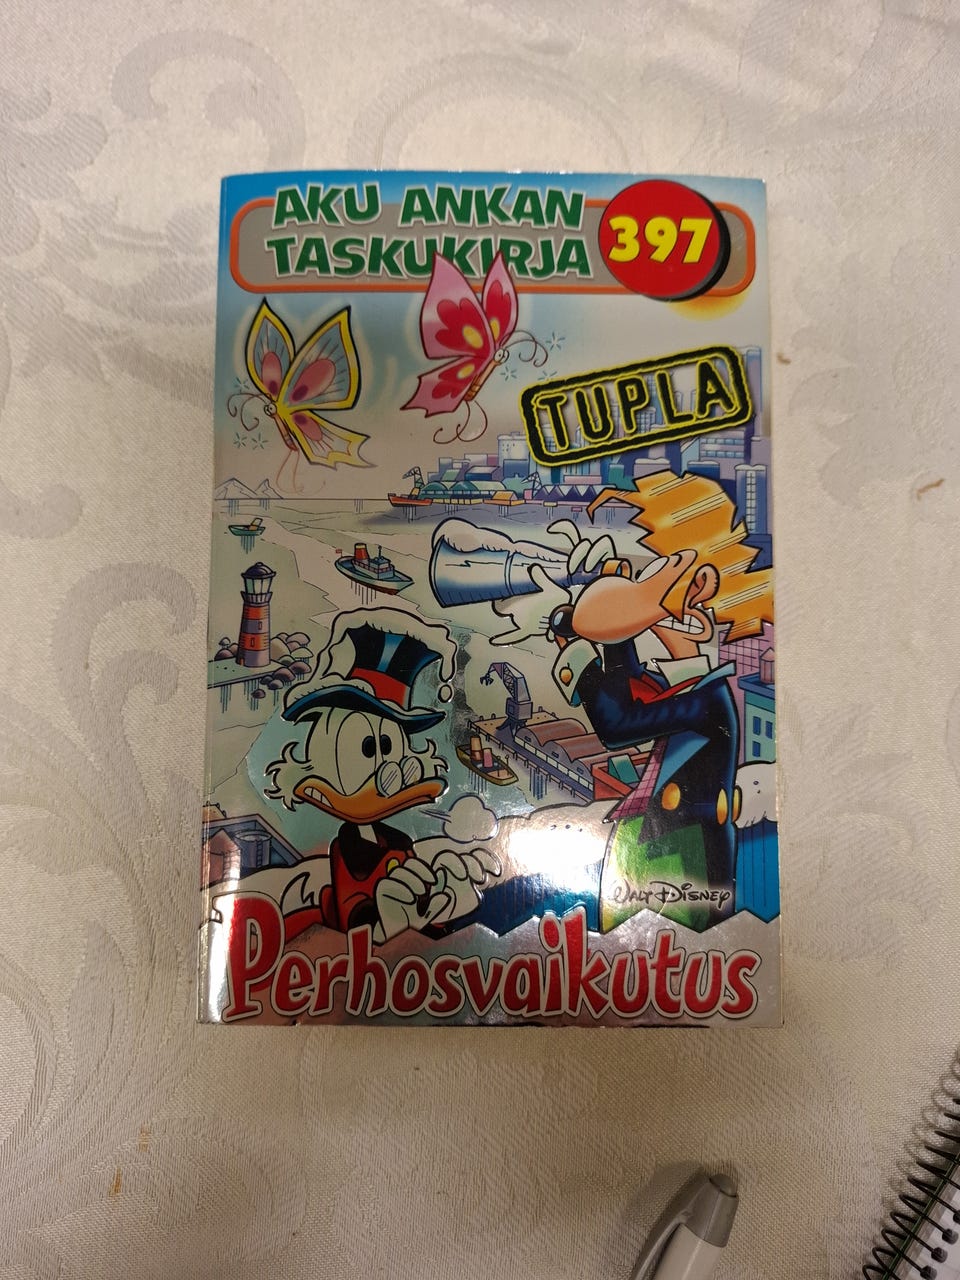 AKU ANKAN
TASKUKIRJA
397
TUPLA
WALT DISNEY
Perhosvaikutus